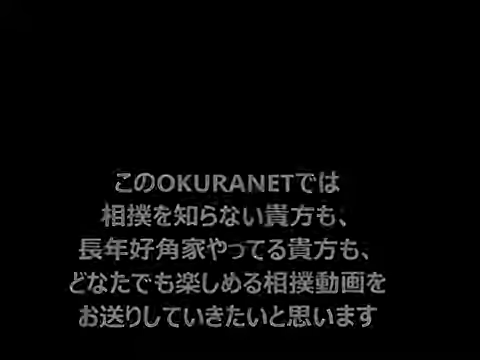 このOKURANETでは
相撲を知らない貴方も、
長年好角家やってる貴方も、
どなたでも楽しめる相撲動画を
お送りしていきたいと思います